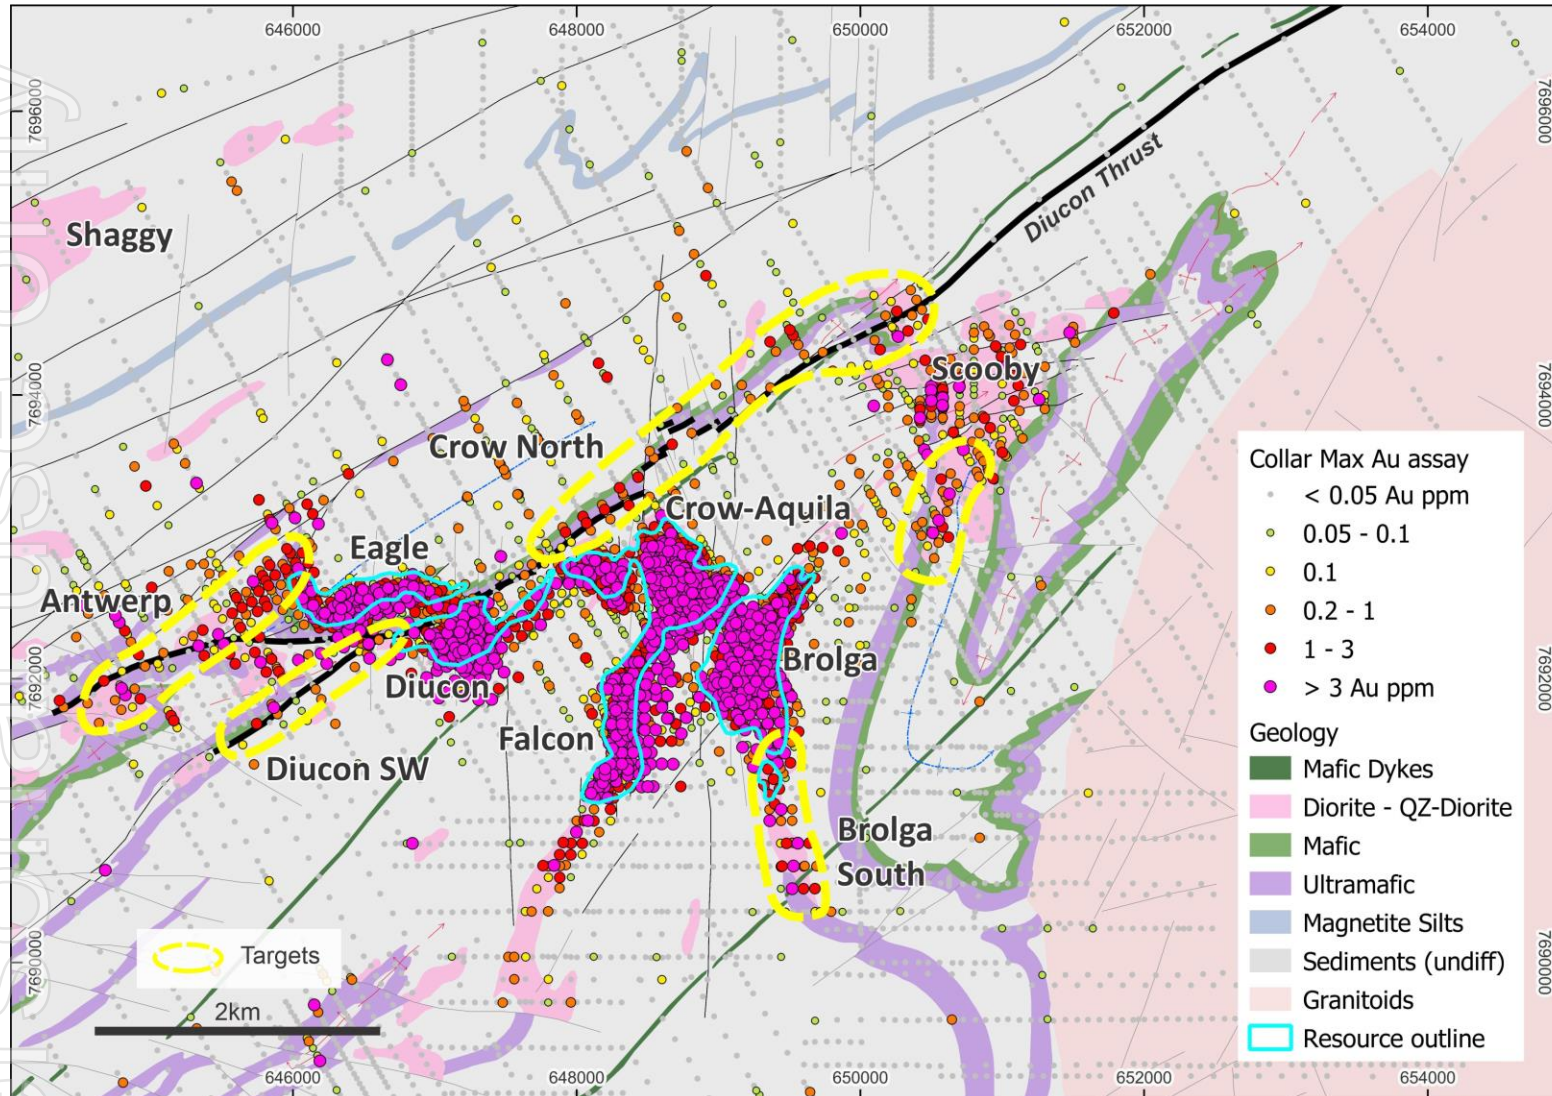 646000
648000
650000
652000
654000
7696000
7696000
Diucon Thrust
Shaggy
7694000
7694000
Scooby
Crow North
Crow-Aquila
Eagle
Antwerp
7692000
7692000
Brolga
Diucon
Falcon
Diucon SW
Brolga
South
7690000
7690000
Targets
2km
646000
648000
650000
652000
654000
Collar Max Au assay
< 0.05 Au ppm
0.05 - 0.1
0.1
0.2 - 1
1 - 3
> 3 Au ppm
Geology
Mafic Dykes
Diorite - QZ-Diorite
Mafic
Ultramafic
Magnetite Silts
Sediments (undiff)
Granitoids
Resource outline